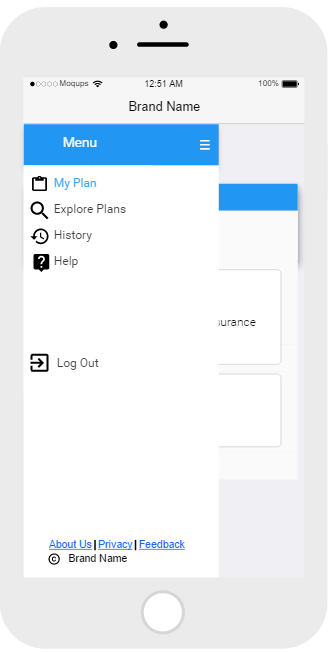 Moqups 12:51 AM 100%
Brand Name
Menu
My Plan
Explore Plans
History
Help
surance
Log Out
About Us | Privacy | Feedback
© Brand Name